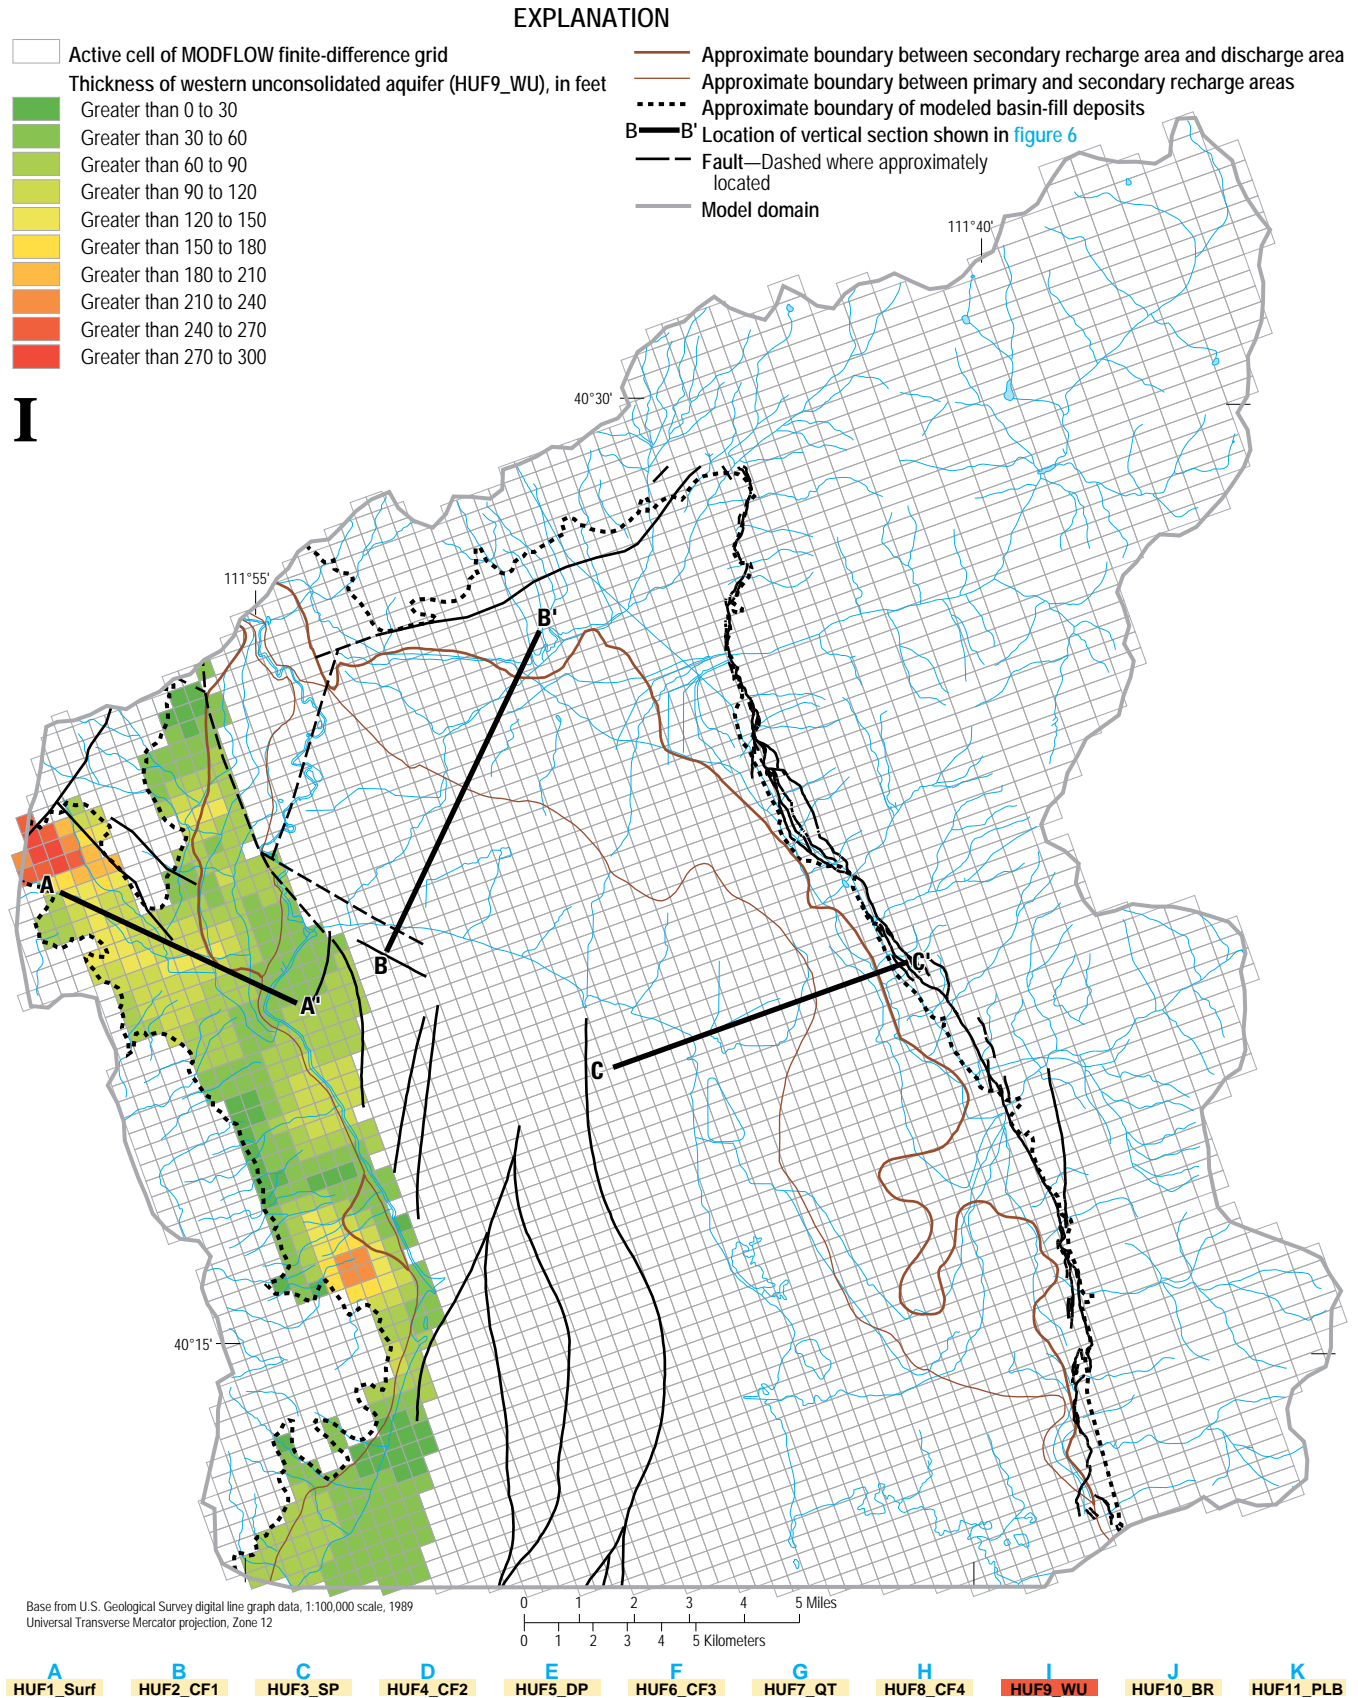 EXPLANATION
Active cell of MODFLOW finite-difference grid
Thickness of western unconsolidated aquifer (HUF9_WU), in feet
Greater than 0 to 30
Greater than 30 to 60
Greater than 60 to 90
Greater than 90 to 120
Greater than 120 to 150
Greater than 150 to 180
Greater than 180 to 210
Greater than 210 to 240
Greater than 240 to 270
Greater than 270 to 300
Approximate boundary between secondary recharge area and discharge area
Approximate boundary between primary and secondary recharge areas
Approximate boundary of modeled basin-fill deposits
B B' Location of vertical section shown in figure 6
Fault—Dashed where approximately
located
Model domain
I
111°40'
40°30'
111°55'
B'
A
B
A'
C'
C
40°15'
Base from U.S. Geological Survey digital line graph data, 1:100,000 scale, 1989
Universal Transverse Mercator projection, Zone 12
0 1 2 3 4 5 Miles
0 1 2 3 4 5 Kilometers
A B C D E F G H I J K
HUF1_Surf HUF2_CF1 HUF3_SP HUF4_CF2 HUF5_DP HUF6_CF3 HUF7_QT HUF8_CF4 HUF9_WU HUF10_BR HUF11_PLB